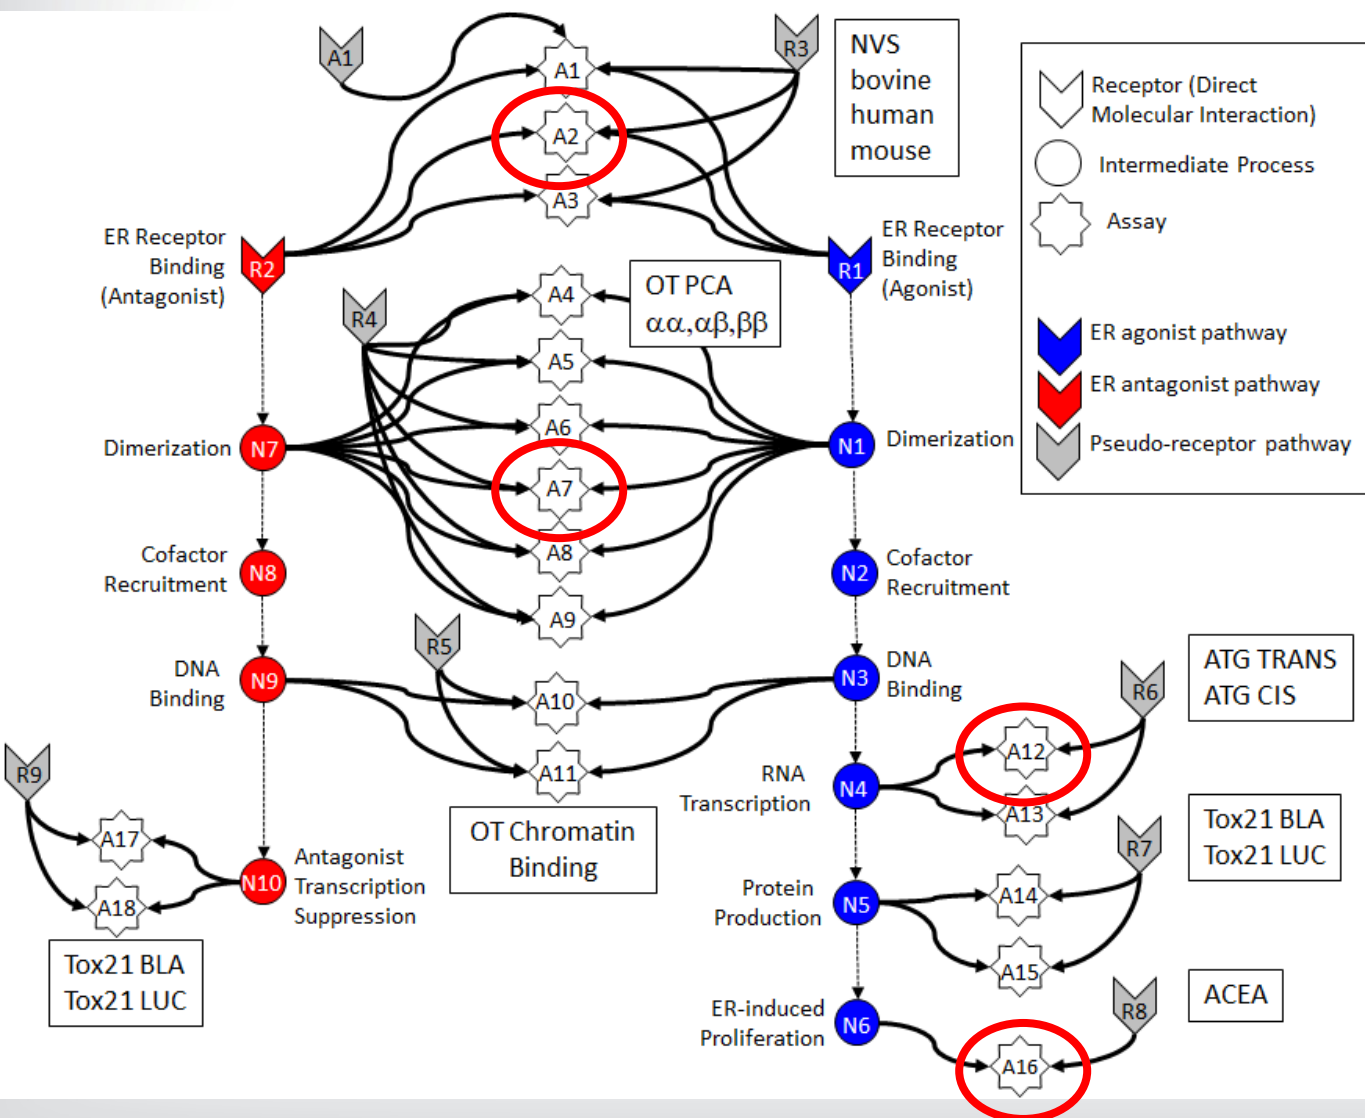 A1
R3
NVS
bovine
human
mouse
A1
A2
A3
Receptor (Direct
Molecular Interaction)
Intermediate Process
Assay
ER agonist pathway
ER antagonist pathway
Pseudo-receptor pathway
ER Receptor
Binding
(Antagonist)
R2
R1
ER Receptor
Binding
(Agonist)
OT PCA
αα,αβ,ββ
R4
A4
A5
A6
A7
A8
A9
Dimerization
N7
N1
Dimerization
Cofactor
Recruitment
N8
N2
Cofactor
Recruitment
R5
DNA
Binding
N9
N3
DNA
Binding
A10
A11
OT Chromatin
Binding
R6
ATG TRANS
ATG CIS
A12
A13
RNA
Transcription
N4
R9
A17
A18
N10
Antagonist
Transcription
Suppression
Tox21 BLA
Tox21 LUC
R7
Tox21 BLA
Tox21 LUC
Protein
Production
N5
A14
A15
ER-induced
Proliferation
N6
R8
ACEA
A16